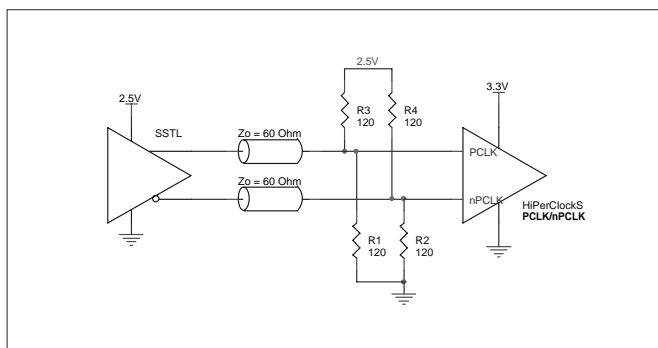 2.5V
3.3V
2.5V
R3
120
R4
120
SSTL
Zo = 60 Ohm
PCLK
Zo = 60 Ohm
nPCLK
HiPerClockS
PCLK/nPCLK
R1
120
R2
120